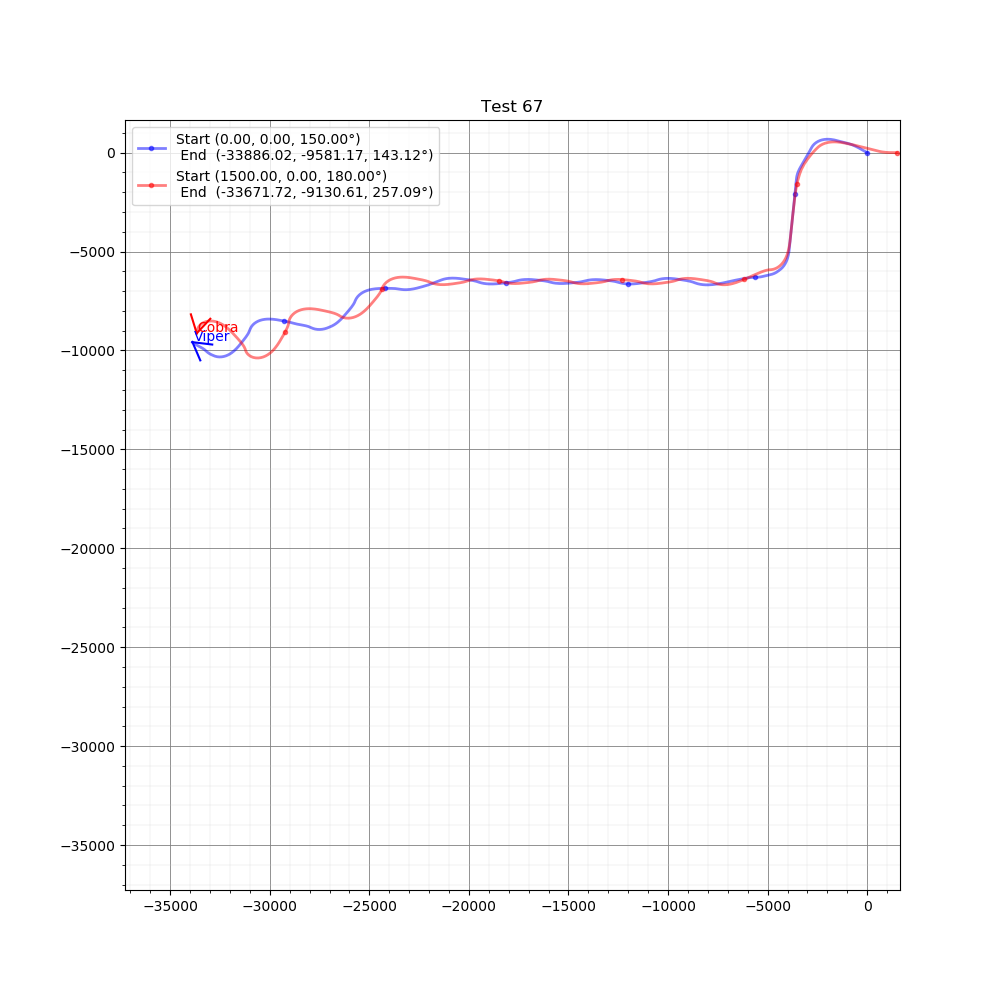 Test 67
Start (0.00, 0.00, 150.00°)
End  (-33886.02, -9581.17, 143.12°)
Start (1500.00, 0.00, 180.00°)
End  (-33671.72, -9130.61, 257.09°)
0
−5000
−10000
−15000
−20000
−25000
−30000
−35000
Cobra
Viper
−35000 −30000 −25000 −20000 −15000 −10000 −5000 0